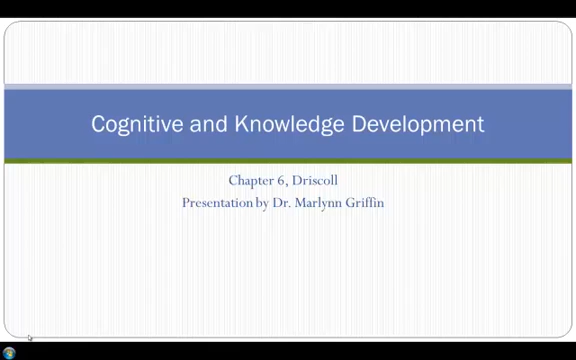 Cognitive and Knowledge Development
Chapter 6, Driscoll
Presentation by Dr. Marlynn Griffin